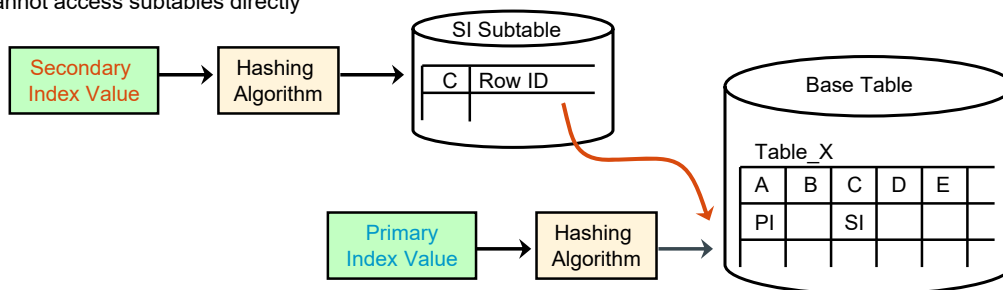 annot access subtables directly
SI Subtable
Secondary
Index Value
Hashing
Algorithm
C Row ID
Base Table
Table_X
A B C D E
PI SI
Primary
Index Value
Hashing
Algorithm